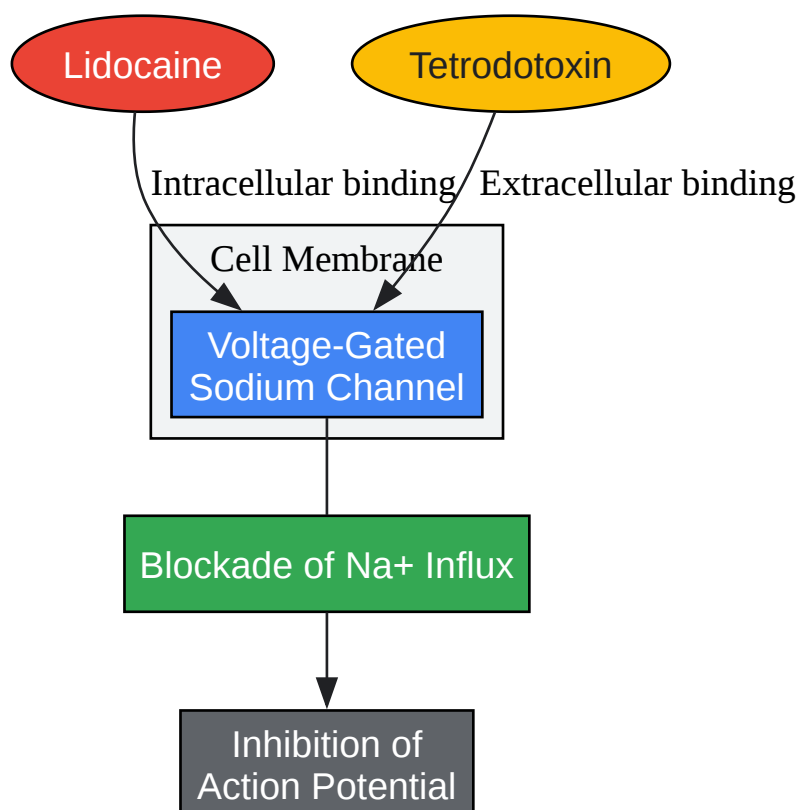 Lidocaine
Tetrodotoxin
Intracellular binding
Extracellular binding
Cell Membrane
Voltage-Gated
Sodium Channel
Blockade of Na+ Influx
Inhibition of
Action Potential